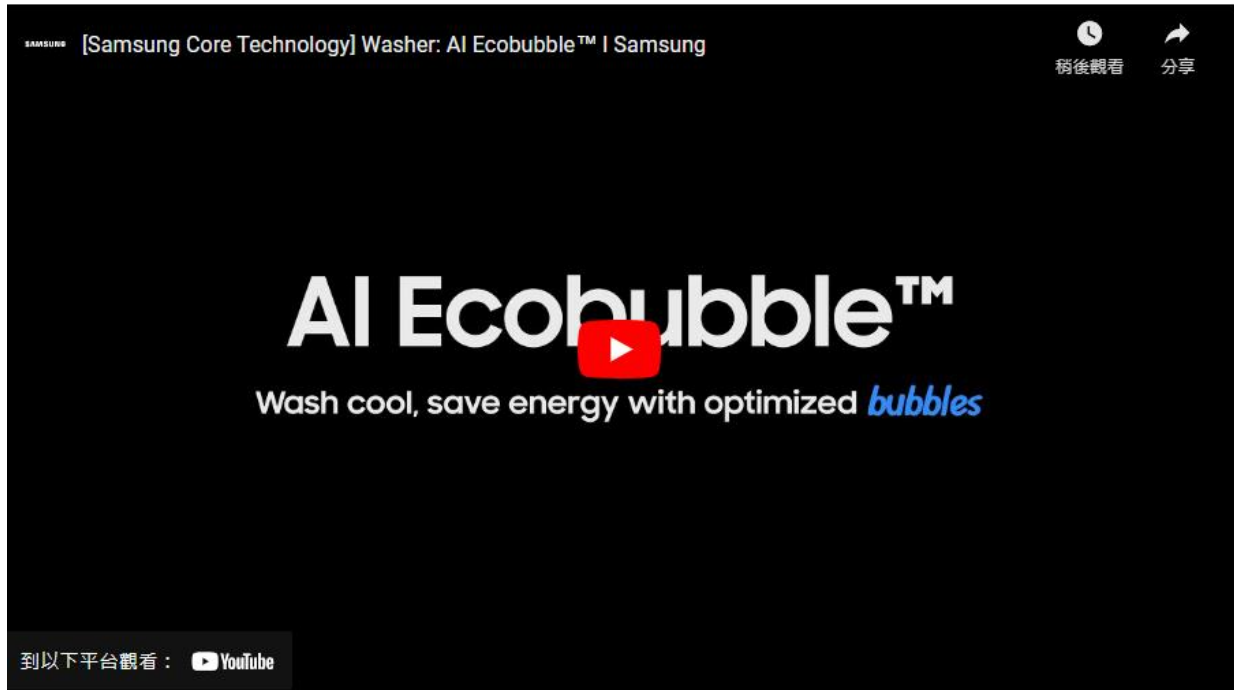 SAMSUNG [Samsung Core Technology] Washer: AI Ecobubble™ I Samsung
稍後觀看 分享
AI Ecobubble™
Wash cool, save energy with optimized bubbles
到以下平台觀看： YouTube